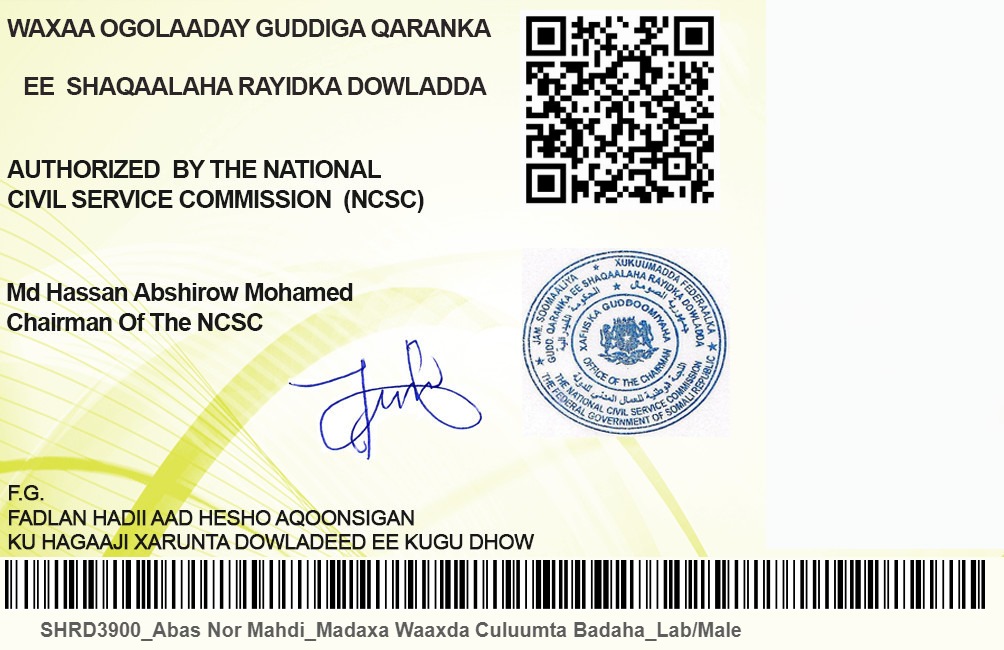 WAXAA OGOLAADAY GUDDIGA QARANKA
EE SHAQAALAHA RAYIDKA DOWLADDA
AUTHORIZED BY THE NATIONAL
CIVIL SERVICE COMMISSION (NCSC)
Md Hassan Abshirow Mohamed
Chairman Of The NCSC
JAM. SOOMAALIYA ★ XUKUUMADDA FEDERAALKA
GUDD. QARANKA EE SHAQAALAHA RAYIDKA DOWLADDA
جمهورية الصومال
XAFIISKA GUDDOOMIYAHA
OFFICE OF THE CHAIRMAN
THE NATIONAL CIVIL SERVICE COMMISSION
THE FEDERAL GOVERNMENT OF SOMALI REPUBLIC
F.G.
FADLAN HADII AAD HESHO AQOONSIGAN
KU HAGAAJI XARUNTA DOWLADEED EE KUGU DHOW
SHRD3900_Abas Nor Mahdi_Madaxa Waaxda Culuumta Badaha_Lab/Male